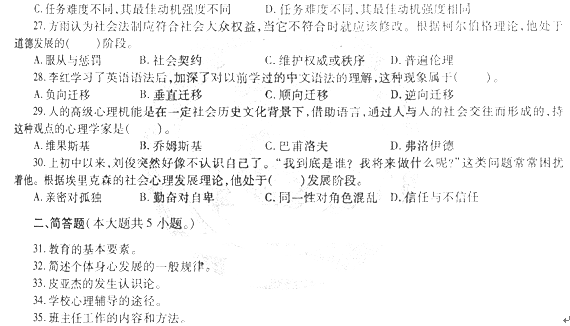 C.任务难度不同,其最佳动机强度不同 D.任务难度不同,其最佳动机强度相同
27.方雨认为社会法制应符合社会大众权益,当它不符合时就应该修改。根据柯尔伯格理论,他处于
道德发展的( )阶段。
A.服从与惩罚 B.社会契约 C.维护权威或秩序 D.普遍伦理
28.李红学习了英语语法后,加深了对以前学过的中文语法的理解,这种现象属于( )。
A.负向迁移 B.垂直迁移 C.顺向迁移 D.逆向迁移
29.人的高级心理机能是在一定社会历史文化背景下,借助语言,通过人与人的社会交往而形成的,持
这种观点的心理学家是( )。
A.维果斯基 B.乔姆斯基 C.巴甫洛夫 D.弗洛伊德
30.上初中以来,刘俊突然好像不认识自己了。“我到底是谁?我将来做什么呢?”这类问题常常困扰
着他。根据埃里克森的社会心理发展理论,他处于( )发展阶段。
A.亲密对孤独 B.勤奋对自卑 C.同一性对角色混乱 D.信任与不信任
二、简答题(本大题共5小题。)
31.教育的基本要素。
32.简述个体身心发展的一般规律。
33.皮亚杰的发生认识论。
34.学校心理辅导的途径。
35.班主任工作的内容和方法。